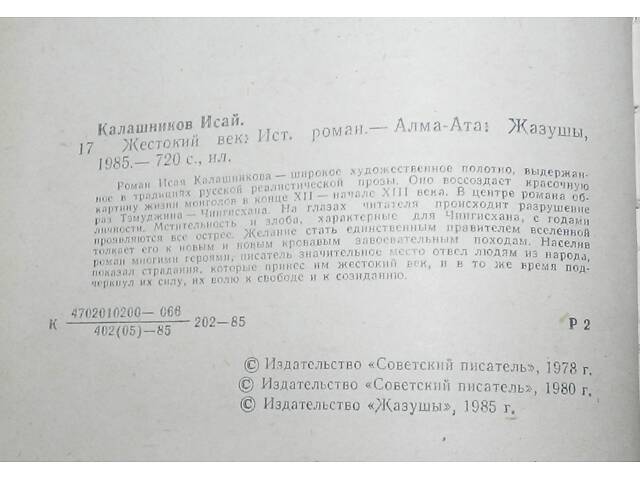 Калашников Исай.
17 Жестокий век: Ист. роман.— Алма-Ата: Жазушы,
1985.— 720 с., ил.
Роман Исая Калашникова — широкое художественное полотно, выдержан-
ное в традициях русской реалистической прозы. Оно воссоздает красочную
картину жизни монголов в конце XII — начале XIII века. В центре романа об-
раз Тэмуджина — Чингисхана. На глазах читателя происходит разрушение
личности. Мстительность и злоба, характерные для Чингисхана, с годами
проявляются все острее. Желание стать единственным правителем вселенной
толкает его к новым и новым кровавым завоевательным походам. Населив
роман многими героями, писатель значительное место отвел людям из народа,
показал страдания, которые принес им жестокий век, и в то же время под-
черкнул их силу, их волю к свободе и к созиданию.
К 4702010200—066
402(05)—85 202—85 Р 2
© Издательство «Советский писатель», 1978 г.
© Издательство «Советский писатель», 1980 г.
© Издательство «Жазушы», 1985 г.